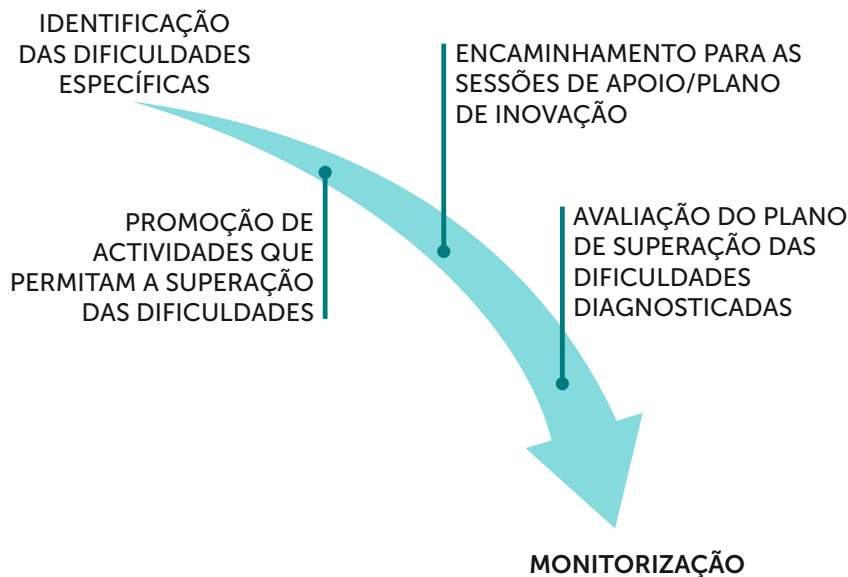 IDENTIFICAÇÃO
DAS DIFICULDADES
ESPECÍFICAS
ENCAMINHAMENTO PARA AS
SESSÕES DE APOIO/PLANO
DE INOVAÇÃO
PROMOÇÃO DE
ACTIVIDADES QUE
PERMITAM A SUPERAÇÃO
DAS DIFICULDADES
AVALIAÇÃO DO PLANO
DE SUPERAÇÃO DAS
DIFICULDADES
DIAGNOSTICADAS
MONITORIZAÇÃO